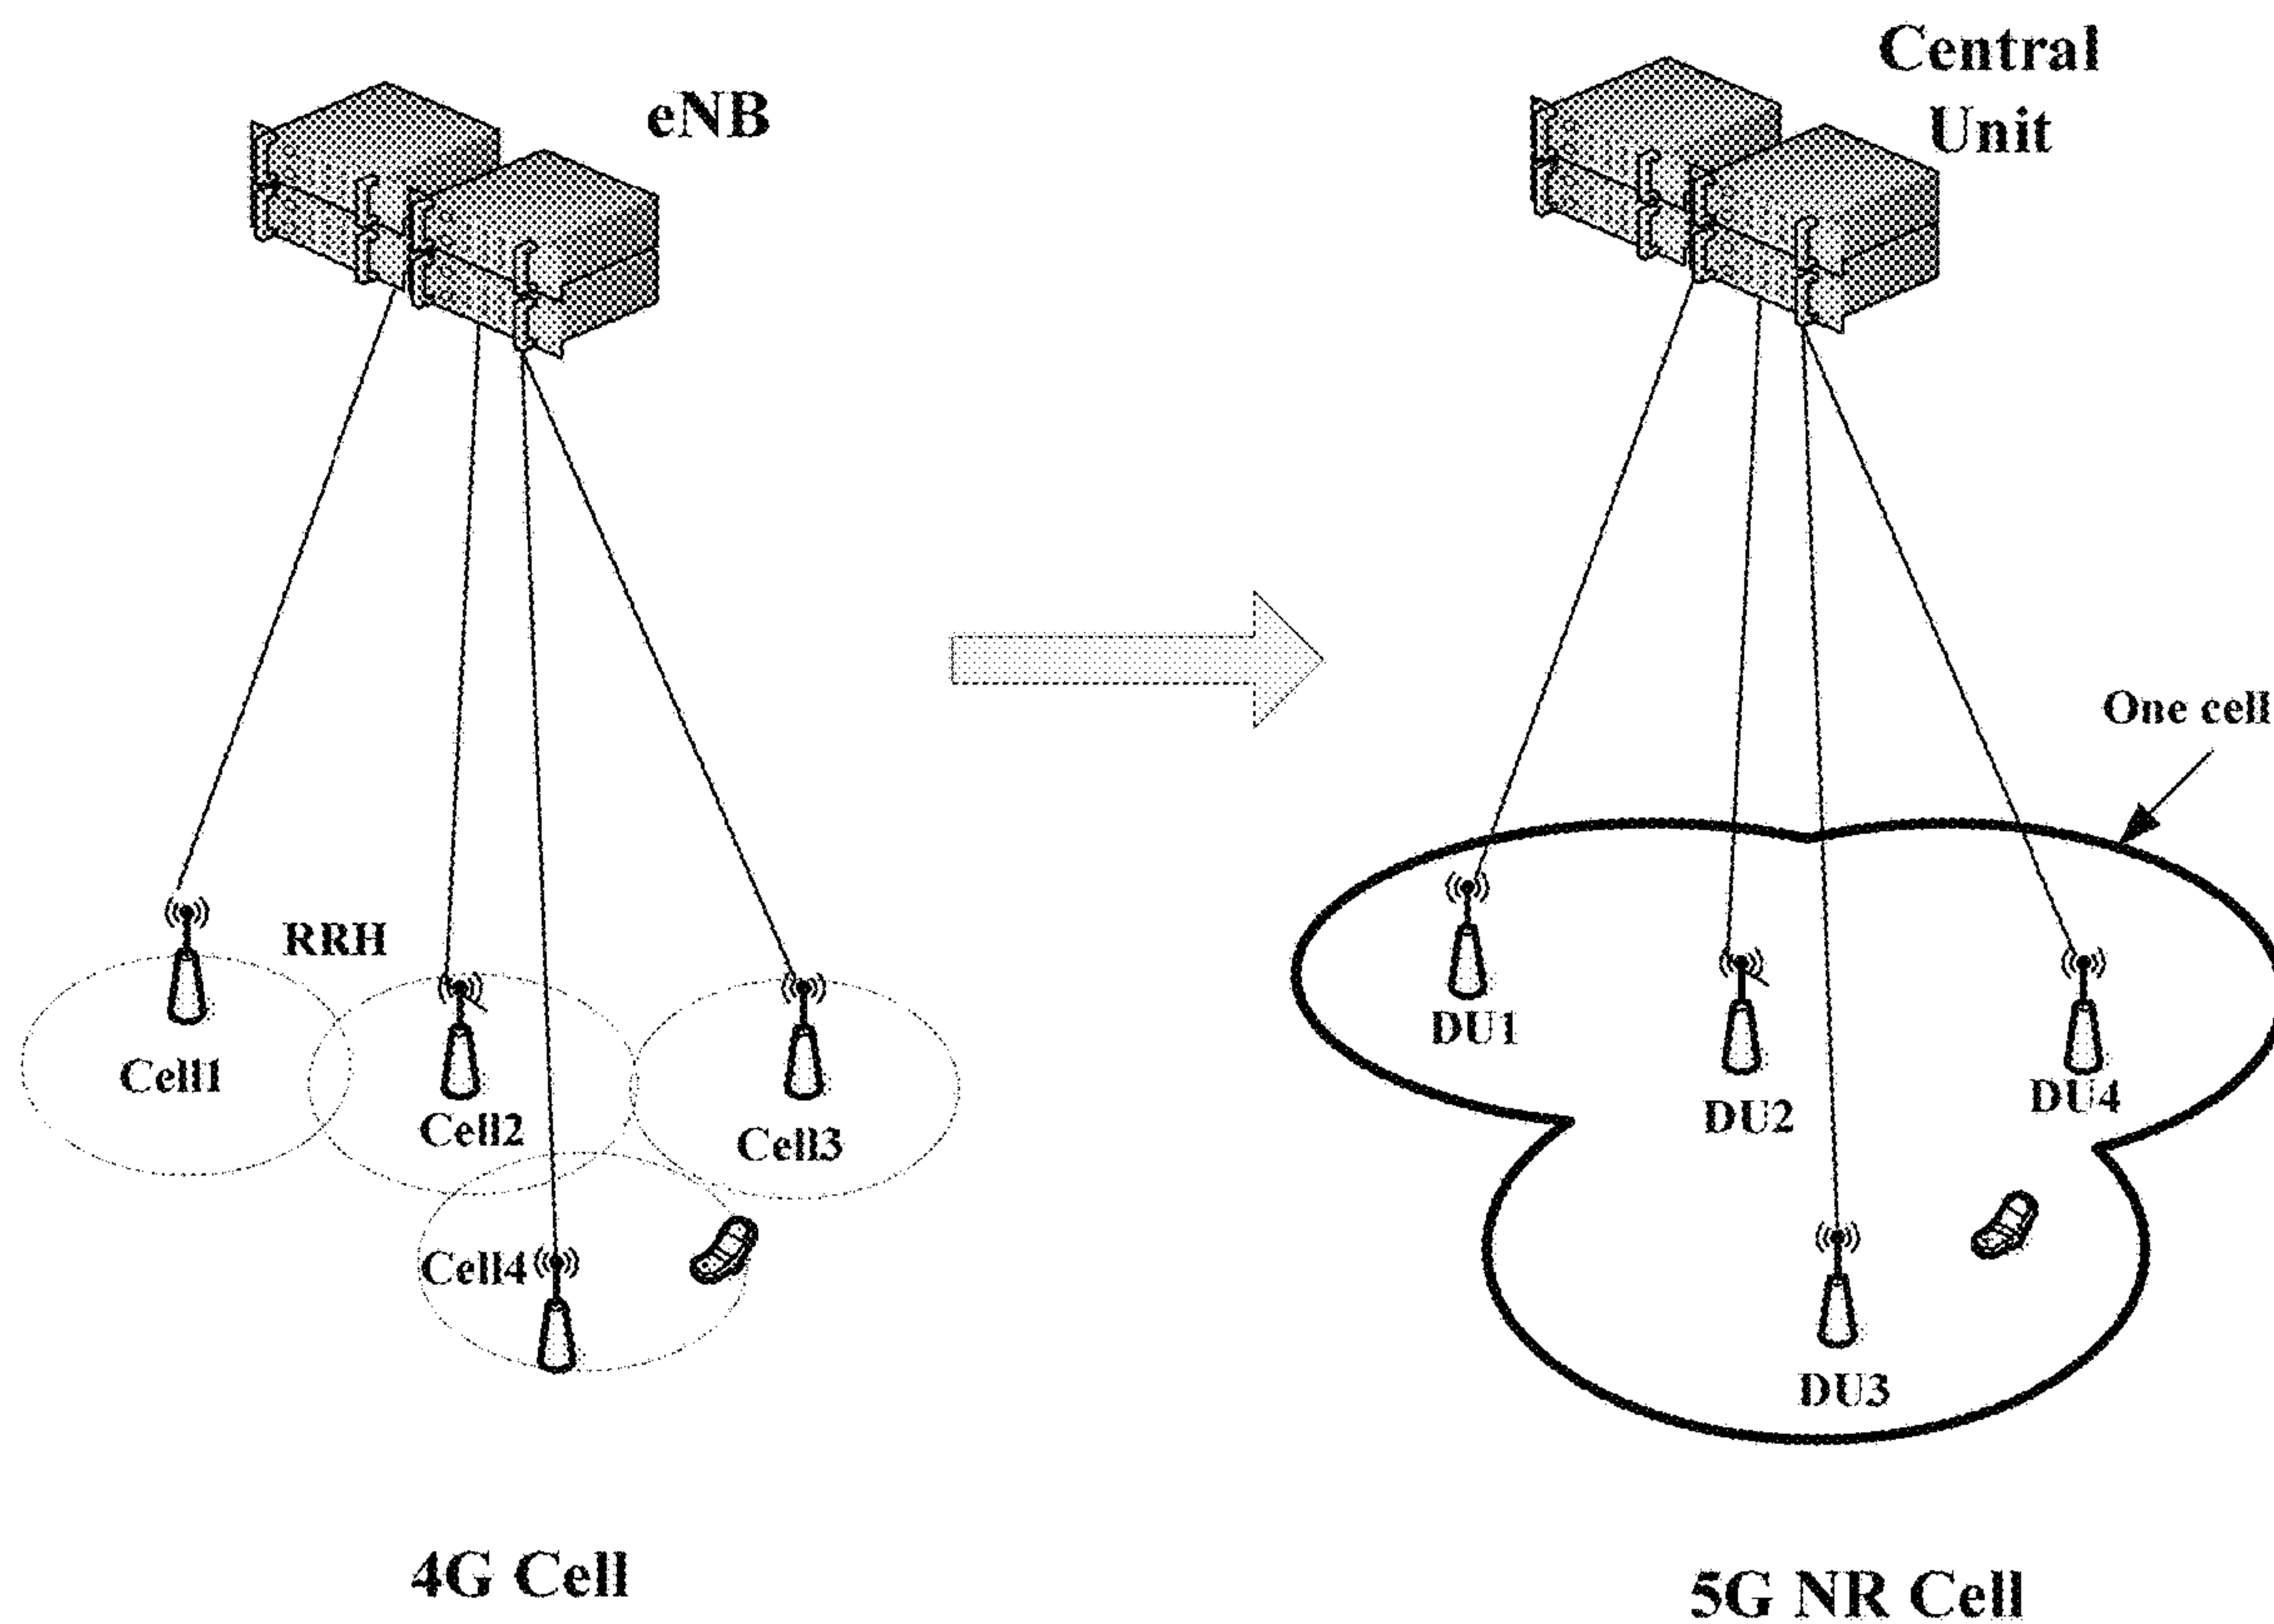 eNB
RRH
Cell1
Cell2
Cell3
Cell4
4G Cell
Central
Unit
One cell
DU1
DU2
DU4
DU3
5G NR Cell